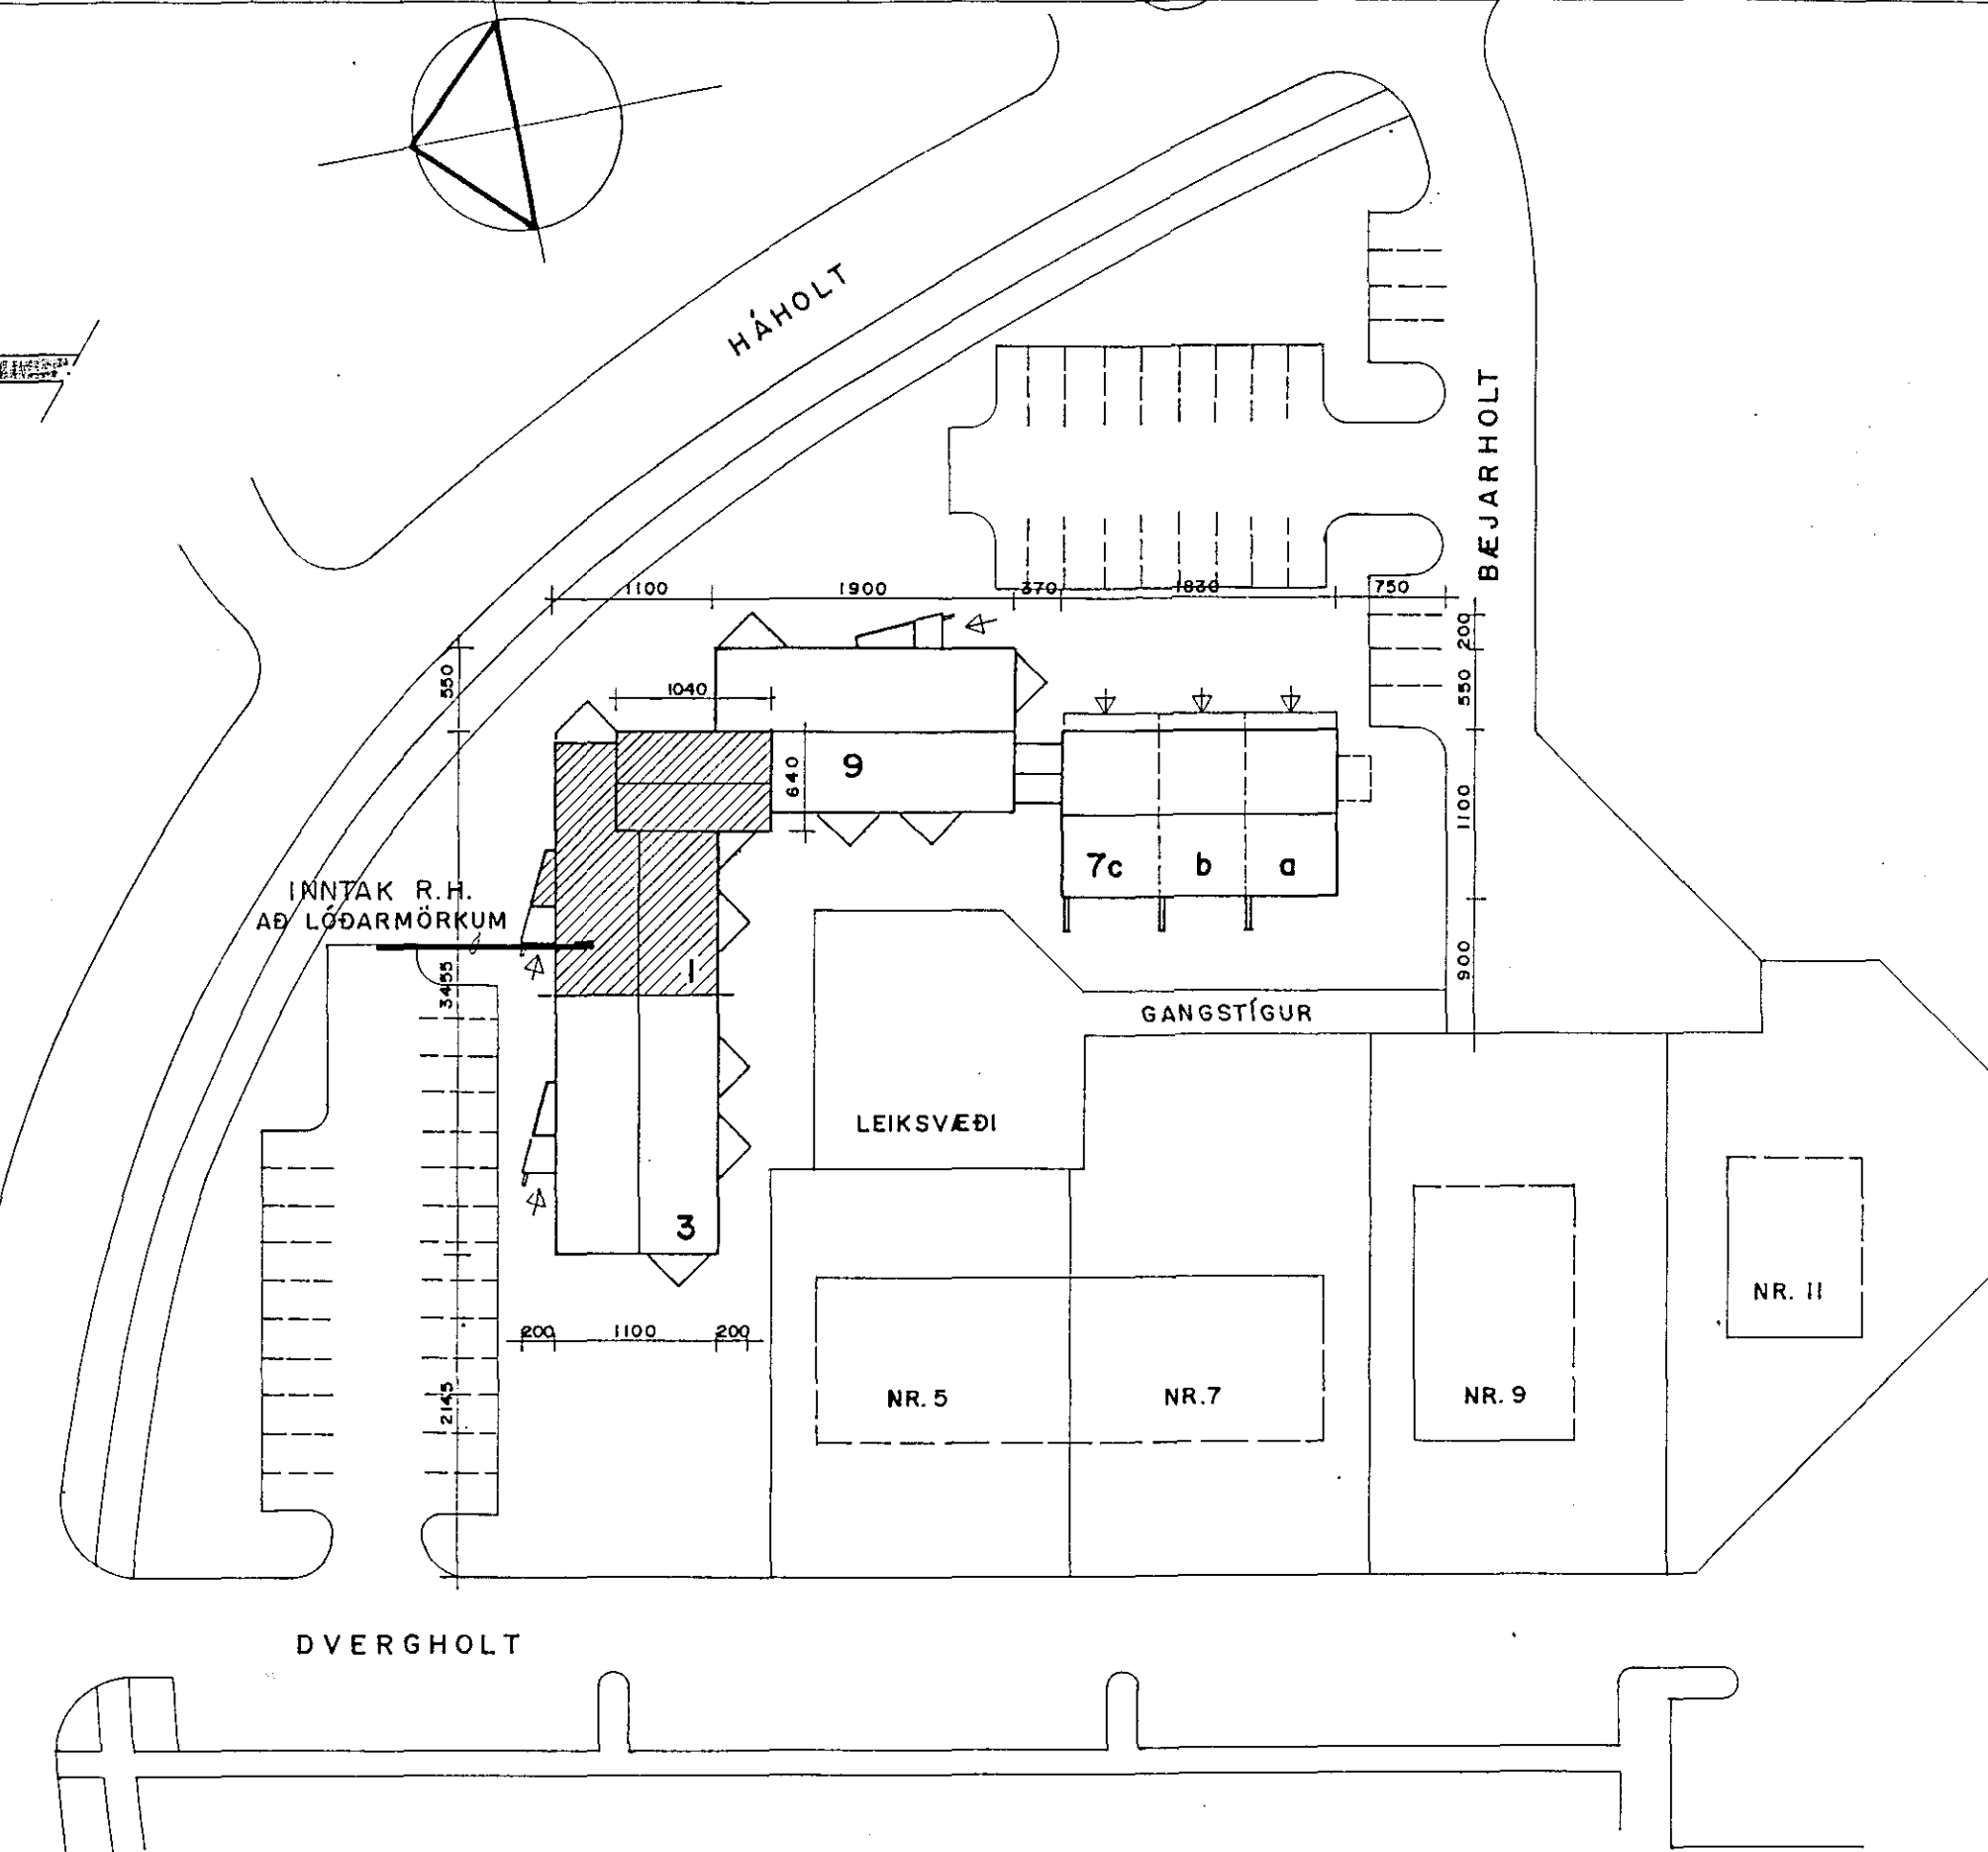 HÁHOLT
BÆJARHOLT
1100 1900 370 1830 750
200
550
550
1040
9
640
1100
7c b a
INNTAK R.H.
AÐ LÓÐARMÖRKUM
1
3455
900
GANGSTÍGUR
LEIKSVÆÐI
3
NR. 11
200 1100 200
2145
NR. 5
NR. 7
NR. 9
DVERGHOLT